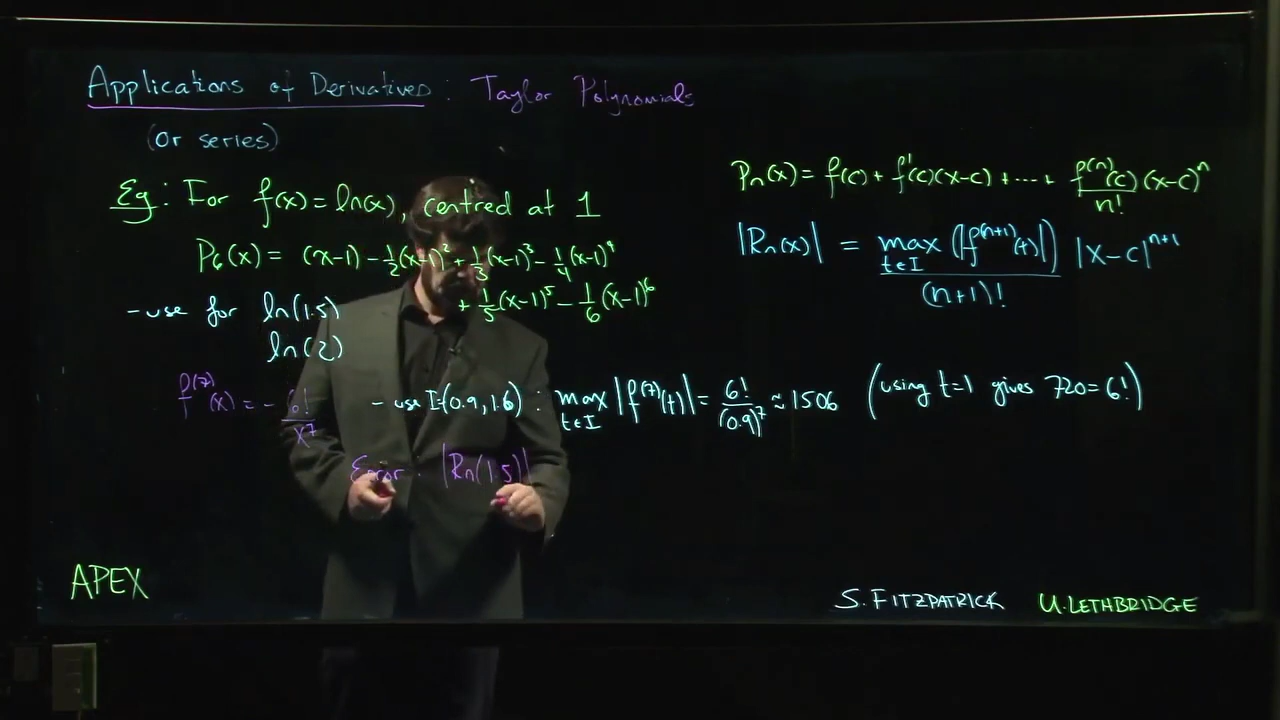 Applications of Derivatives : Taylor Polynomials
(or series)
Eg: For f(x) = ln(x), centred at 1
P₆(x) = (x-1) - 1/2(x-1)² + 1/3(x-1)³ - 1/4(x-1)⁴
+ 1/5(x-1)⁵ - 1/6(x-1)⁶
- use for ln(1.5)
ln(2)
Pn(x) = f(c) + f'(c)(x-c) + ···· + f⁽ⁿ⁾(c)/n! (x-c)ⁿ
|Rn(x)| = max t∈I (|f⁽ⁿ⁺¹⁾(t)|)/(n+1)! |x-c|ⁿ⁺¹
f⁽⁷⁾(x) = - 6!/x⁷
- use I=(0.9, 1.6) : max t∈I |f⁽⁷⁾(t)| = 6!/(0.9)⁷ ≈ 1506 (using t=1 gives 720=6!)
Error · |Rn(1.5)|
APEX
S. FITZPATRICK U. LETHBRIDGE